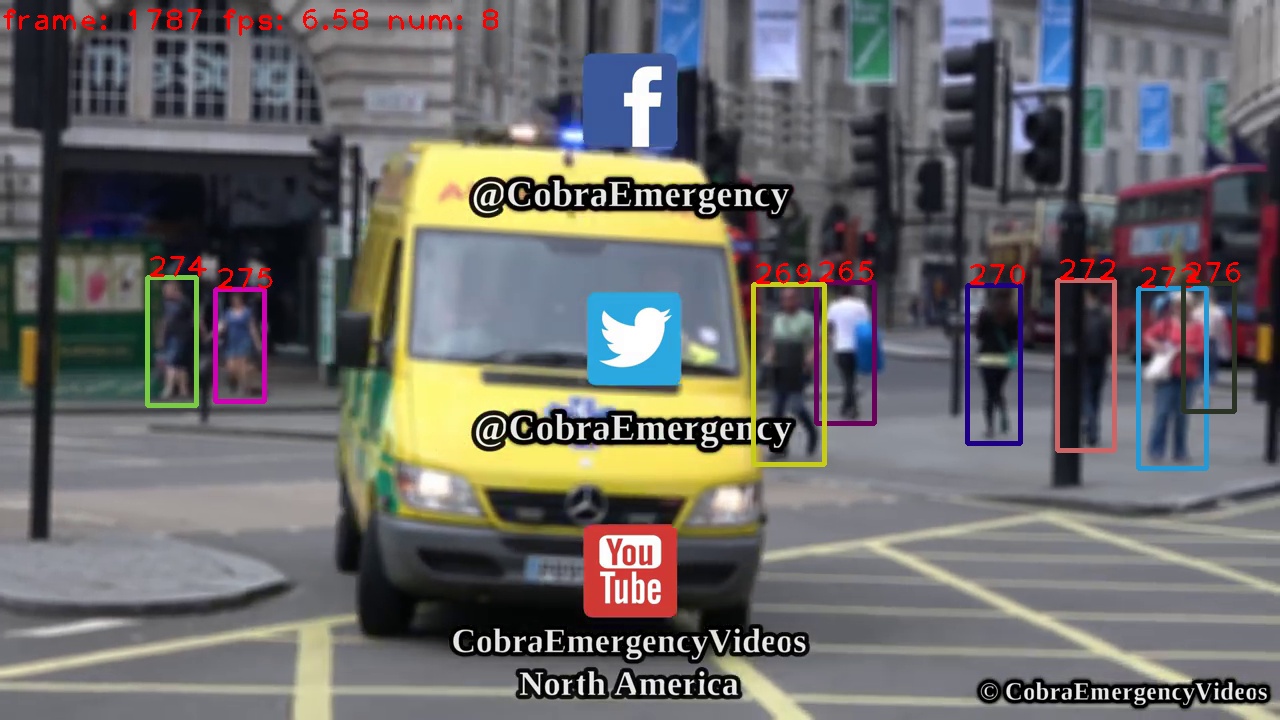 frame: 1787 fps: 6.58 num: 8
f
@CobraEmergency
274
275
269
265
270
272
276
@CobraEmergency
You
Tube
CobraEmergencyVideos
North America
© CobraEmergencyVideos